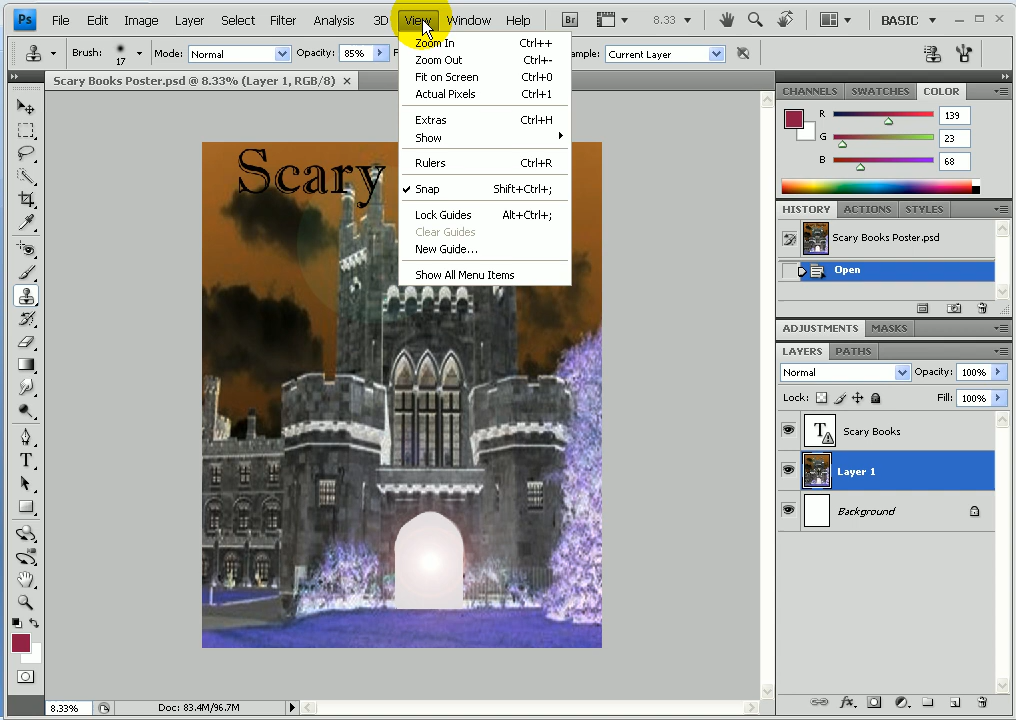 Ps File Edit Image Layer Select Filter Analysis 3D View Window Help Br 8.33 BASIC
Brush: 17 Mode: Normal Opacity: 85% Current Layer
Scary Books Poster.psd @ 8.33% (Layer 1, RGB/8)
Zoom In Ctrl++
Zoom Out Ctrl+-
Fit on Screen Ctrl+0
Actual Pixels Ctrl+1
Extras Ctrl+H
Show
Rulers Ctrl+R
Snap Shift+Ctrl+;
Lock Guides Alt+Ctrl+;
Clear Guides
New Guide...
Show All Menu Items
Scary
CHANNELS SWATCHES COLOR
R 139
G 23
B 68
HISTORY ACTIONS STYLES
Scary Books Poster.psd
Open
ADJUSTMENTS MASKS
LAYERS PATHS
Normal Opacity: 100%
Lock: Fill: 100%
T Scary Books
Layer 1
Background
8.33% Doc: 83.4M/96.7M